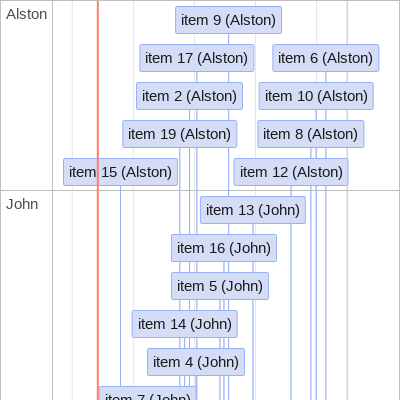 Alston
item 9 (Alston)
item 17 (Alston)
item 6 (Alston)
item 2 (Alston)
item 10 (Alston)
item 19 (Alston)
item 8 (Alston)
item 15 (Alston)
item 12 (Alston)
John
item 13 (John)
item 16 (John)
item 5 (John)
item 14 (John)
item 4 (John)
item 7 (John)